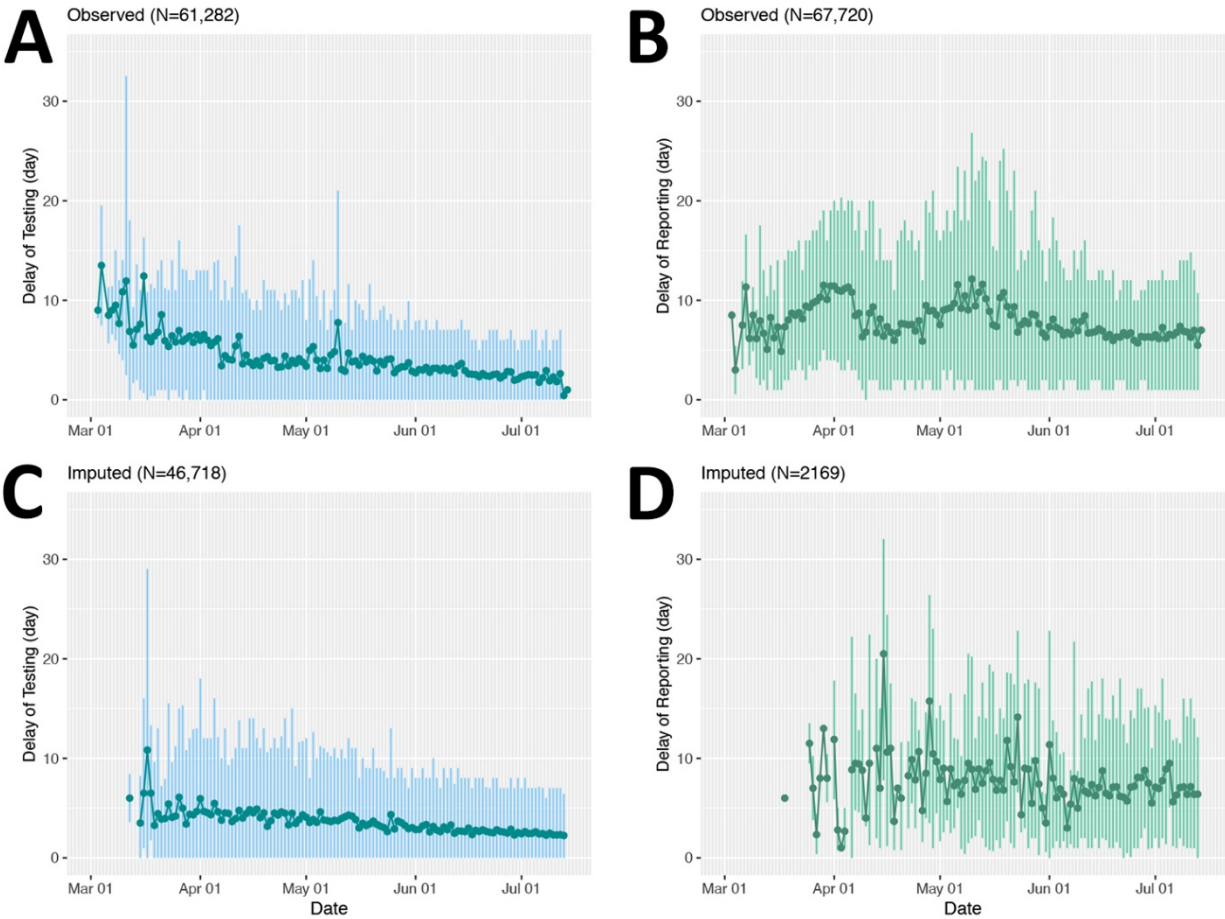 A
Observed (N=61,282)
Delay of Testing (day)
30
20
10
0
Mar 01 Apr 01 May 01 Jun 01 Jul 01
B
Observed (N=67,720)
Delay of Reporting (day)
30
20
10
0
Mar 01 Apr 01 May 01 Jun 01 Jul 01
C
Imputed (N=46,718)
Delay of Testing (day)
30
20
10
0
Mar 01 Apr 01 May 01 Jun 01 Jul 01
Date
D
Imputed (N=2169)
Delay of Reporting (day)
30
20
10
0
Mar 01 Apr 01 May 01 Jun 01 Jul 01
Date